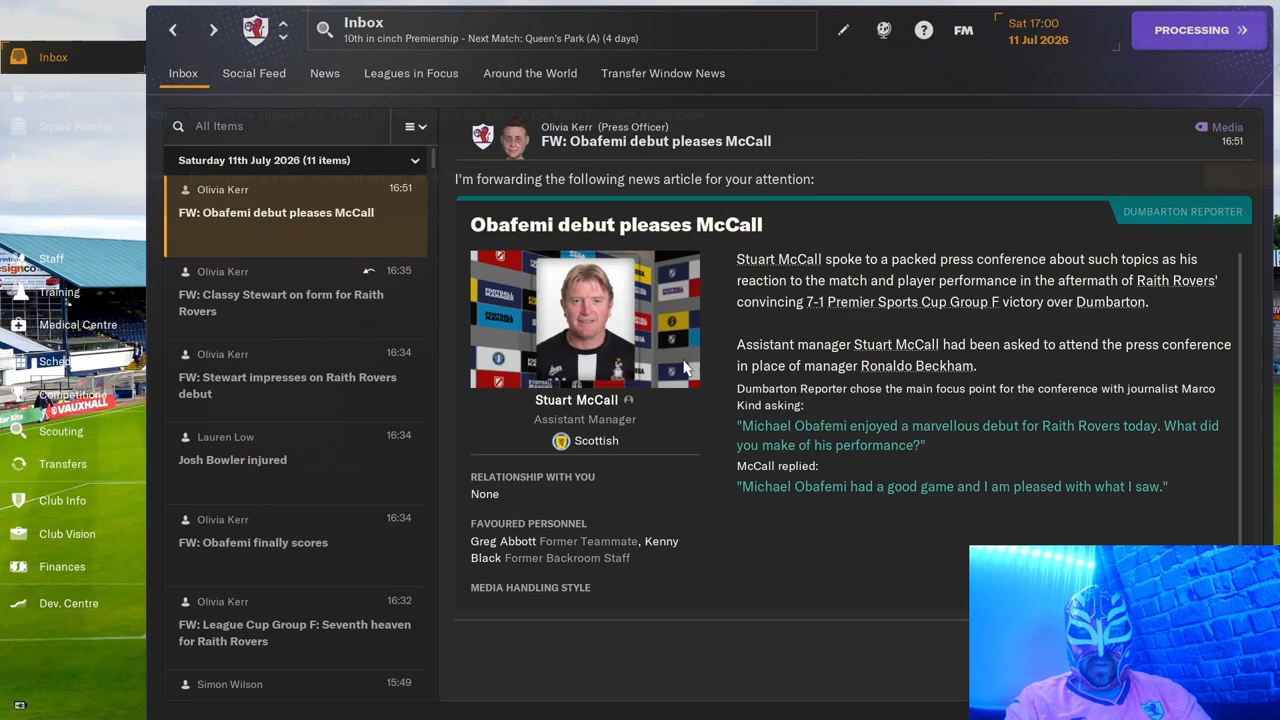 Inbox
10th in cinch Premiership - Next Match: Queen's Park (A) (4 days)
FM
Sat 17:00
11 Jul 2026
PROCESSING
Inbox
Social Feed
News
Leagues in Focus
Around the World
Transfer Window News
Inbox
Squad
Squad Planner
Staff
Training
Medical Centre
Sched
Competitions
Scouting
Transfers
Club Info
Club Vision
Finances
Dev. Centre
VAUXHALL
All Items
Saturday 11th July 2026 (11 items)
Olivia Kerr
16:51
FW: Obafemi debut pleases McCall
Olivia Kerr
16:35
FW: Classy Stewart on form for Raith
Rovers
Olivia Kerr
16:34
FW: Stewart impresses on Raith Rovers
debut
Lauren Low
16:34
Josh Bowler injured
Olivia Kerr
16:34
FW: Obafemi finally scores
Olivia Kerr
16:32
FW: League Cup Group F: Seventh heaven
for Raith Rovers
Simon Wilson
15:49
Olivia Kerr (Press Officer)
FW: Obafemi debut pleases McCall
Media
16:51
I'm forwarding the following news article for your attention:
Obafemi debut pleases McCall
DUMBARTON REPORTER
Stuart McCall
Assistant Manager
Scottish
RELATIONSHIP WITH YOU
None
FAVOURED PERSONNEL
Greg Abbott Former Teammate, Kenny
Black Former Backroom Staff
MEDIA HANDLING STYLE
Stuart McCall spoke to a packed press conference about such topics as his
reaction to the match and player performance in the aftermath of Raith Rovers'
convincing 7-1 Premier Sports Cup Group F victory over Dumbarton.
Assistant manager Stuart McCall had been asked to attend the press conference
in place of manager Ronaldo Beckham.
Dumbarton Reporter chose the main focus point for the conference with journalist Marco
Kind asking:
"Michael Obafemi enjoyed a marvellous debut for Raith Rovers today. What did
you make of his performance?"
McCall replied:
"Michael Obafemi had a good game and I am pleased with what I saw."